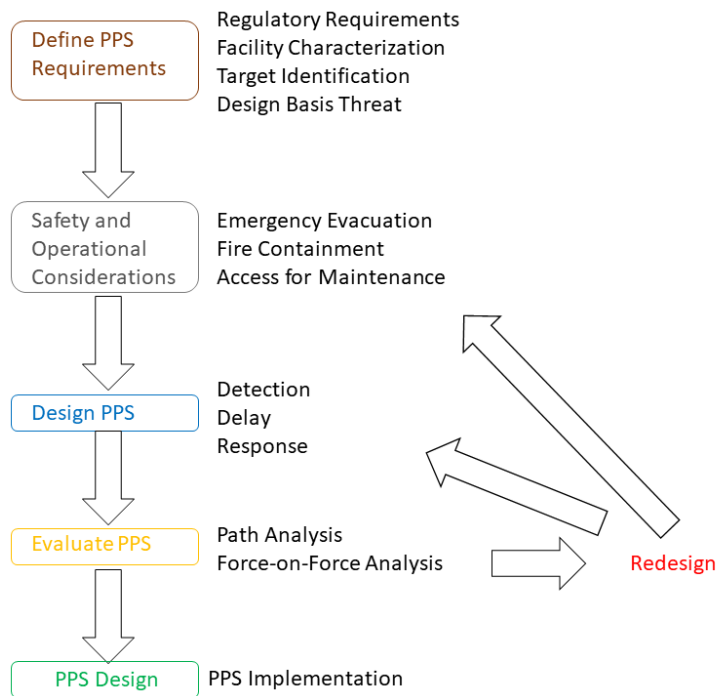 Define PPS
Requirements
Regulatory Requirements
Facility Characterization
Target Identification
Design Basis Threat
Safety and
Operational
Considerations
Emergency Evacuation
Fire Containment
Access for Maintenance
Design PPS
Detection
Delay
Response
Evaluate PPS
Path Analysis
Force-on-Force Analysis
Redesign
PPS Design
PPS Implementation